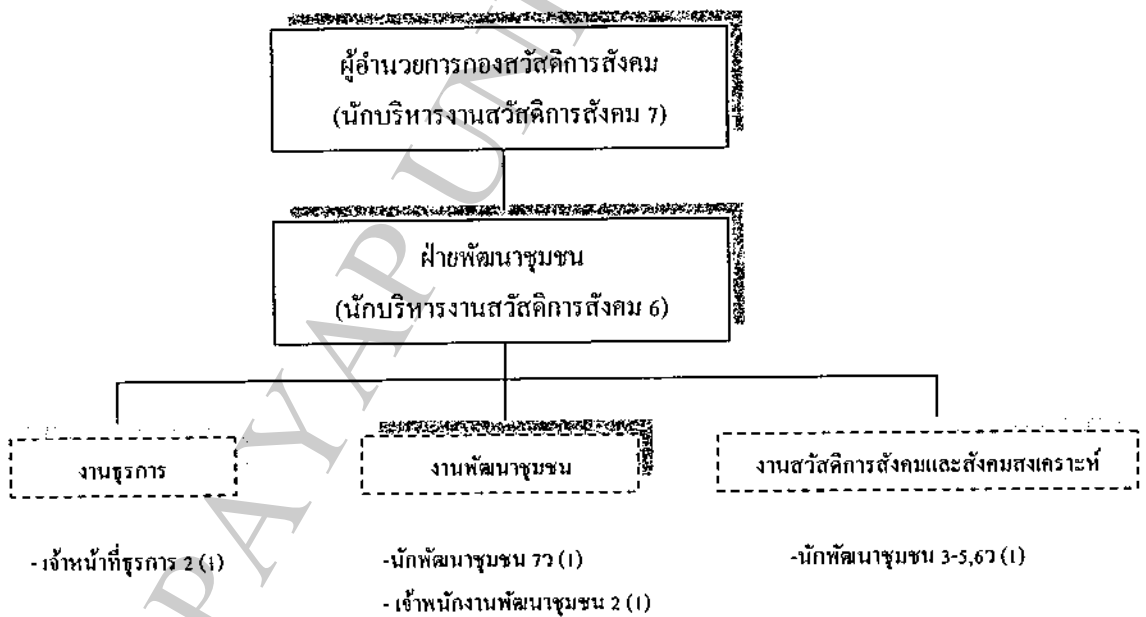 ผู้อำนวยการกองสวัสดิการสังคม
(นักบริหารงานสวัสดิการสังคม 7)
ฝ่ายพัฒนาชุมชน
(นักบริหารงานสวัสดิการสังคม 6)
งานธุรการ
งานพัฒนาชุมชน
งานสวัสดิการสังคมและสังคมสงเคราะห์
- เจ้าหน้าที่ธุรการ 2 (1)
-นักพัฒนาชุมชน 7ว (1)
-นักพัฒนาชุมชน 3-5,6ว (1)
- เจ้าพนักงานพัฒนาชุมชน 2 (1)
PAYAP UNI